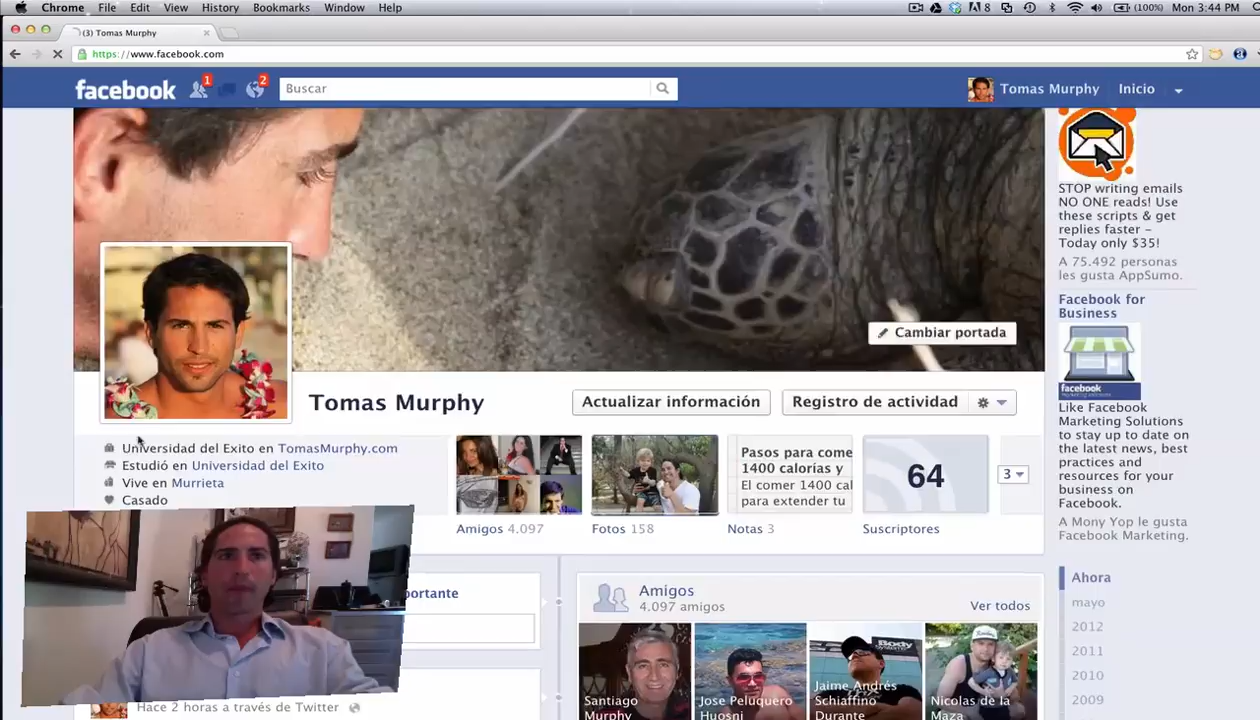 Chrome File Edit View History Bookmarks Window Help
8 (100%) Mon 3:44 PM
(3) Tomas Murphy
https://www.facebook.com
facebook 1 2 Buscar Tomas Murphy Inicio
STOP writing emails
NO ONE reads! Use
these scripts & get
replies faster –
Today only $35!
A 75.492 personas
les gusta AppSumo.
Facebook for
Business
facebook
Like Facebook
Marketing Solutions
to stay up to date on
the latest news, best
practices and
resources for your
business on
Facebook.
A Mony Yop le gusta
Facebook Marketing.
Cambiar portada
Tomas Murphy
Actualizar información
Registro de actividad
Universidad del Exito en TomasMurphy.com
Estudió en Universidad del Exito
Vive en Murrieta
Casado
Amigos 4.097
Fotos 158
Pasos para come
1400 calorías y
El comer 1400 cal
para extender tu
Notas 3
64
Suscriptores
3
portante
Hace 2 horas a través de Twitter
Amigos
4.097 amigos
Ver todos
Santiago
Murphy
Jose Peluquero
Huosni
Jaime Andrés
Schiaffino
Durante
Nicolas de la
Maza
Ahora
mayo
2012
2011
2010
2009